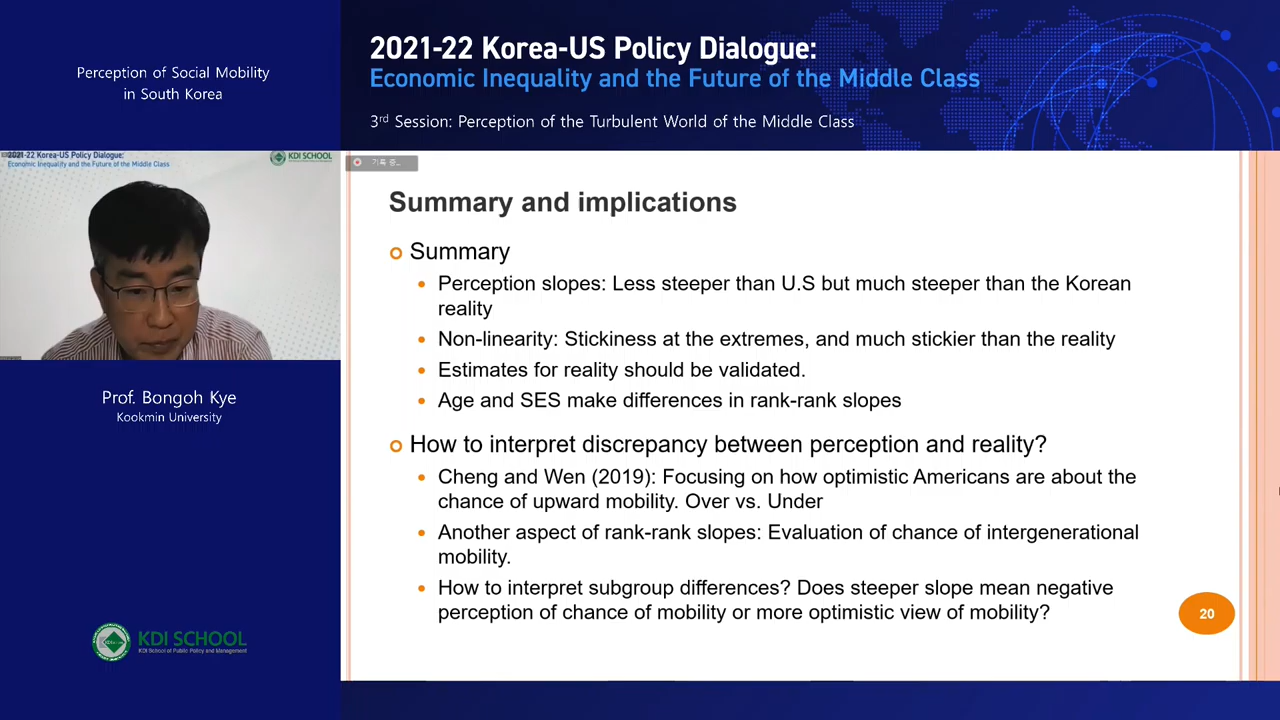 Perception of Social Mobility
in South Korea
2021-22 Korea-US Policy Dialogue:
Economic Inequality and the Future of the Middle Class
3rd Session: Perception of the Turbulent World of the Middle Class
2021-22 Korea-US Policy Dialogue:
Economic Inequality and the Future of the Middle Class
KDI SCHOOL
기록 중...
Prof. Bongoh Kye
Kookmin University
KDI SCHOOL
KDI School of Public Policy and Management
Summary and implications
Summary
Perception slopes: Less steeper than U.S but much steeper than the Korean
reality
Non-linearity: Stickiness at the extremes, and much stickier than the reality
Estimates for reality should be validated.
Age and SES make differences in rank-rank slopes
How to interpret discrepancy between perception and reality?
Cheng and Wen (2019): Focusing on how optimistic Americans are about the
chance of upward mobility. Over vs. Under
Another aspect of rank-rank slopes: Evaluation of chance of intergenerational
mobility.
How to interpret subgroup differences? Does steeper slope mean negative
perception of chance of mobility or more optimistic view of mobility?
20